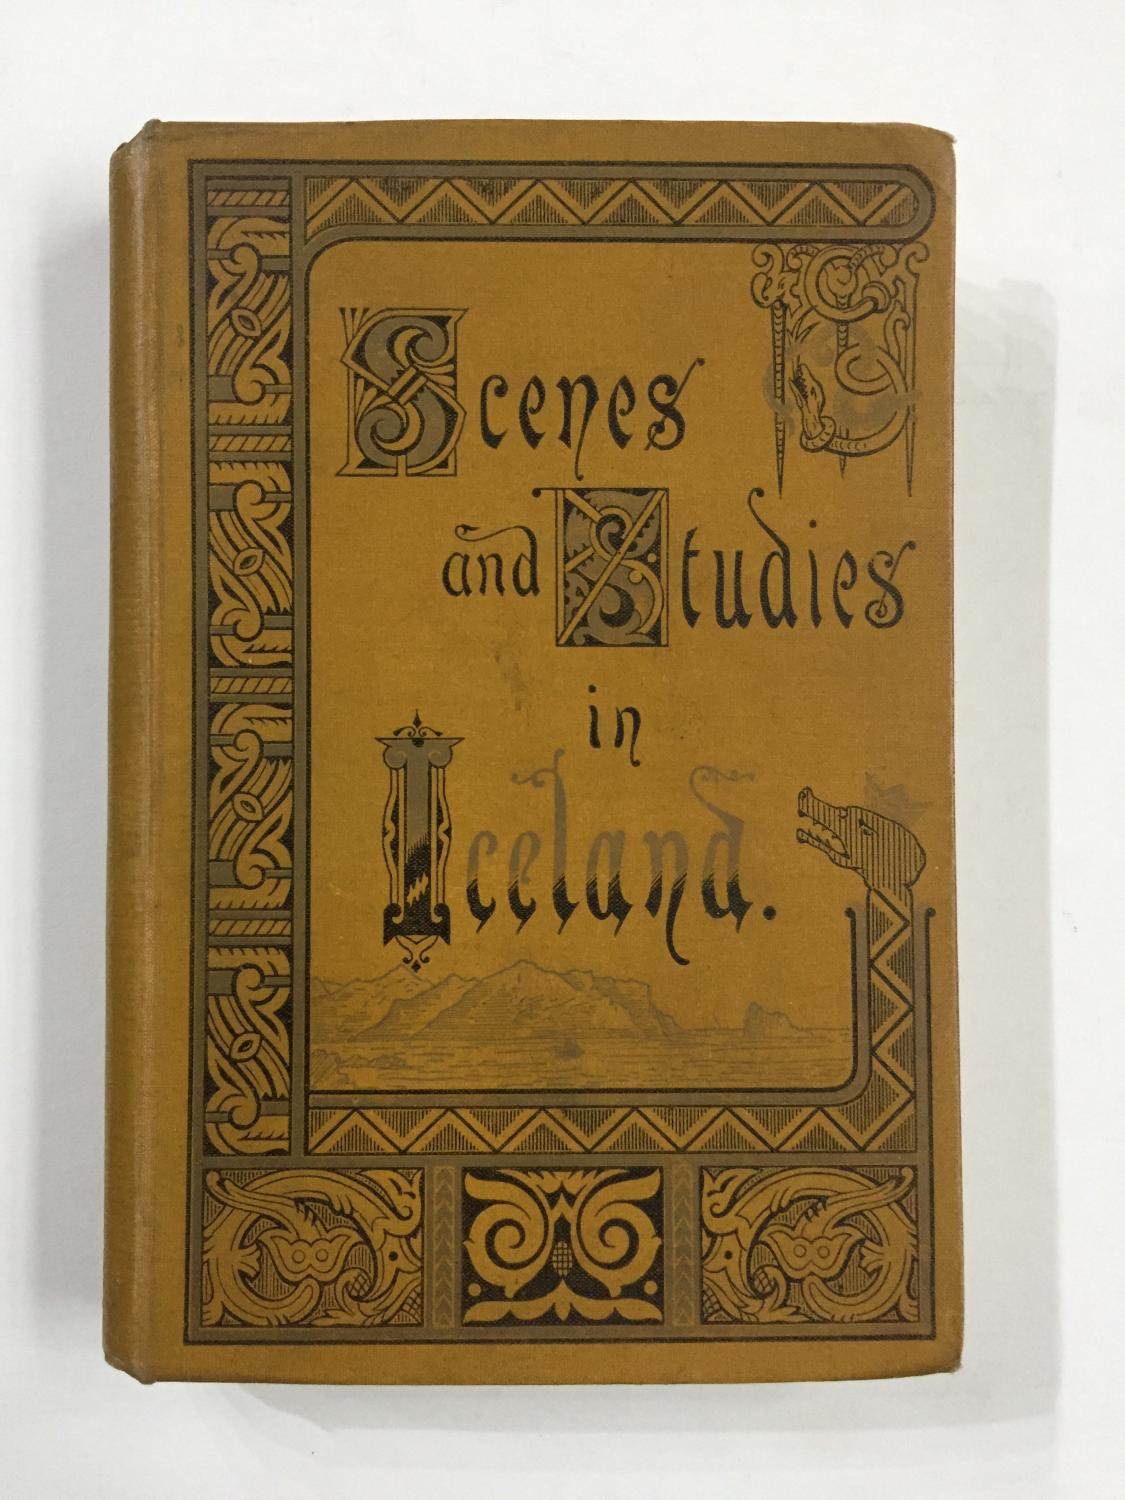 Scenes
and Studies
in
Iceland.